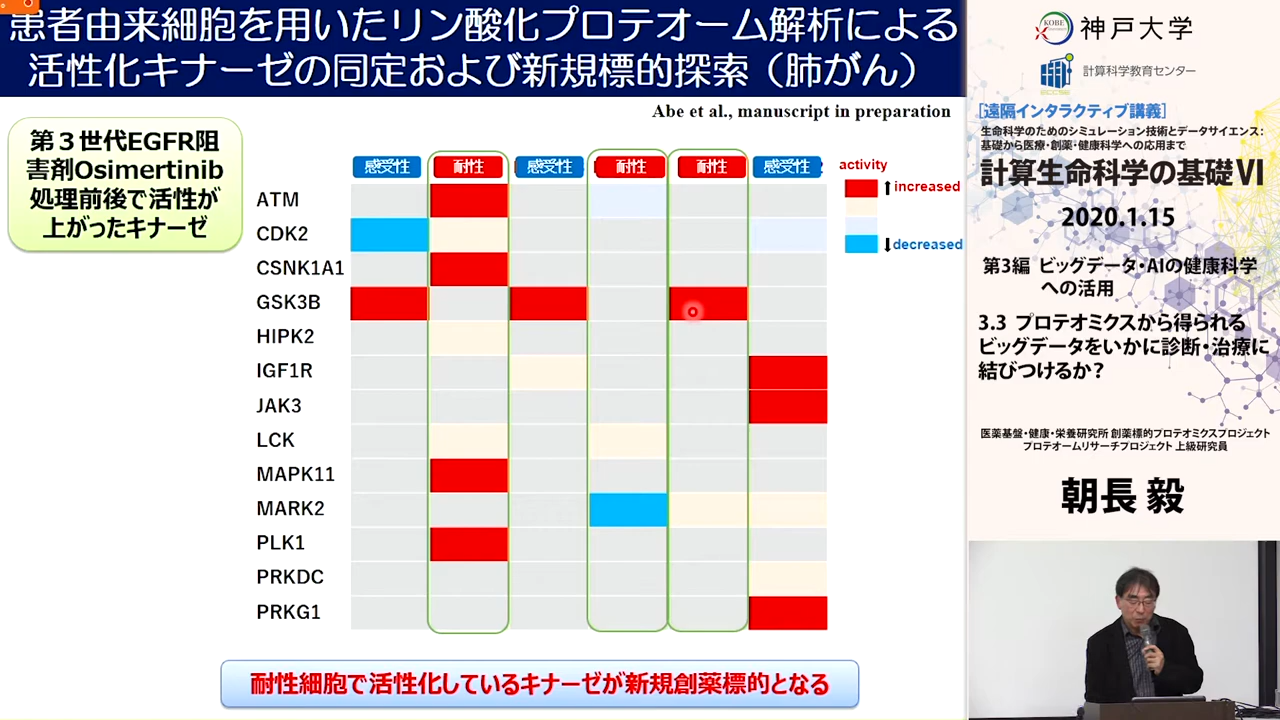 患者由来細胞を用いたリン酸化プロテオーム解析による
活性化キナーゼの同定および新規標的探索（肺がん）
Abe et al., manuscript in preparation
第３世代EGFR阻
害剤Osimertinib
処理前後で活性が
上がったキナーゼ
感受性 耐性 感受性 耐性 耐性 感受性
activity
increased
decreased
ATM
CDK2
CSNK1A1
GSK3B
HIPK2
IGF1R
JAK3
LCK
MAPK11
MARK2
PLK1
PRKDC
PRKG1
耐性細胞で活性化しているキナーゼが新規創薬標的となる
KOBE
神戸大学
計算科学教育センター
［遠隔インタラクティブ講義］
生命科学のためのシミュレーション技術とデータサイエンス：
基礎から医療・創薬・健康科学への応用まで
計算生命科学の基礎Ⅵ
2020.1.15
第3編 ビッグデータ・AIの健康科学
への活用
3.3 プロテオミクスから得られる
ビッグデータをいかに診断・治療に
結びつけるか？
医薬基盤・健康・栄養研究所 創薬標的プロテオミクスプロジェクト
プロテオームリサーチプロジェクト 上級研究員
朝長 毅